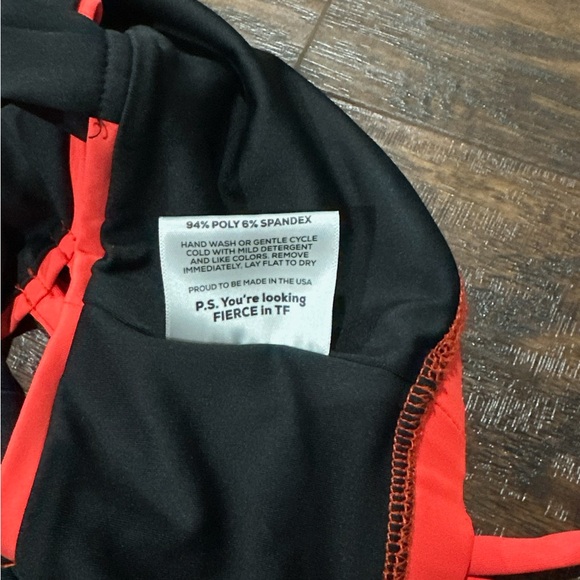 94% POLY 6% SPANDEX
HAND WASH OR GENTLE CYCLE
COLD WITH MILD DETERGENT
AND LIKE COLORS. REMOVE
IMMEDIATELY, LAY FLAT TO DRY
PROUD TO BE MADE IN THE USA
P.S. You're looking
FIERCE in TF